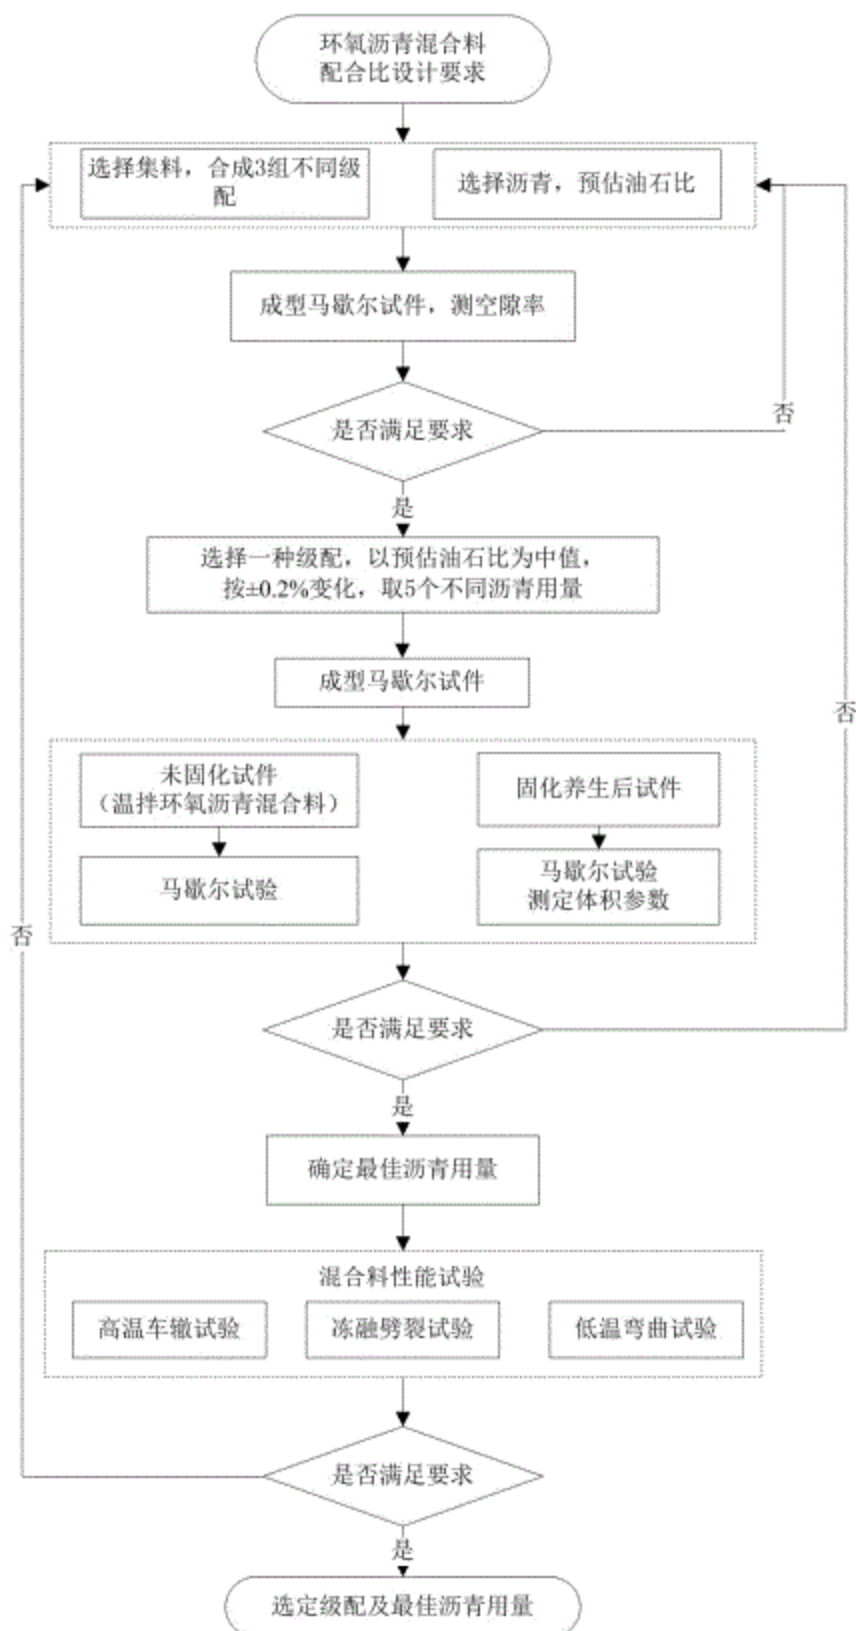 环氧沥青混合料
配合比设计要求
选择集料，合成3组不同级
配
选择沥青，预估油石比
成型马歇尔试件，测空隙率
是否满足要求
否
是
选择一种级配，以预估油石比为中值，
按±0.2%变化，取5个不同沥青用量
成型马歇尔试件
否
未固化试件
（温拌环氧沥青混合料）
固化养生后试件
马歇尔试验
马歇尔试验
测定体积参数
否
是否满足要求
是
确定最佳沥青用量
混合料性能试验
高温车辙试验
冻融劈裂试验
低温弯曲试验
是否满足要求
是
选定级配及最佳沥青用量